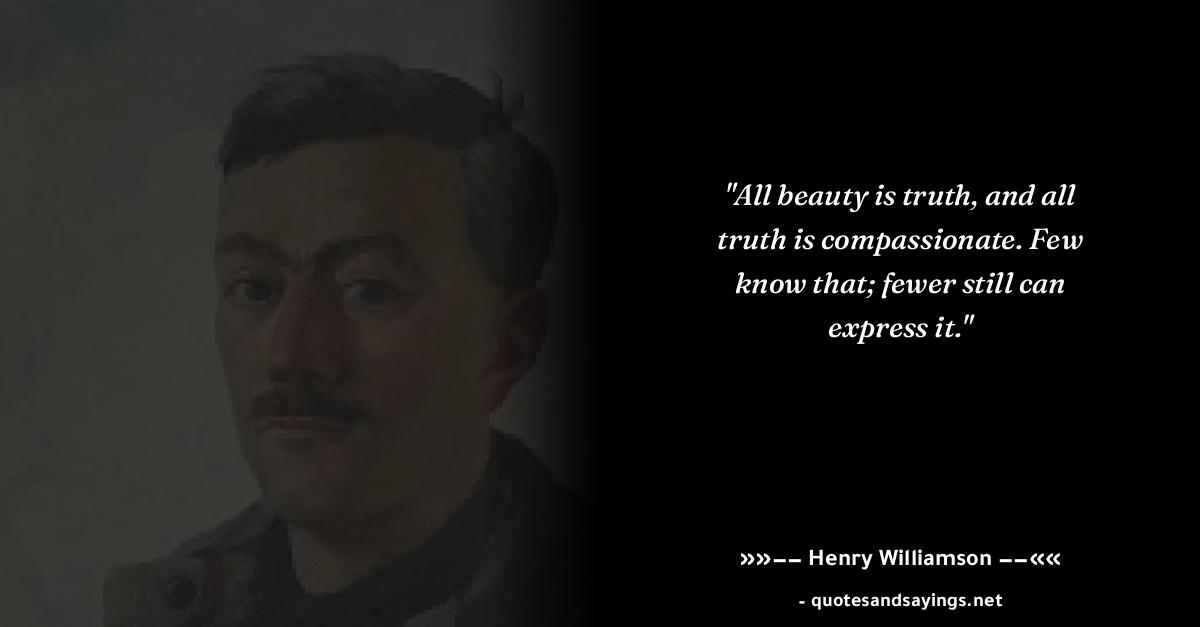 "All beauty is truth, and all
truth is compassionate. Few
know that; fewer still can
express it."
»»–– Henry Williamson ––««
- quotesandsayings.net